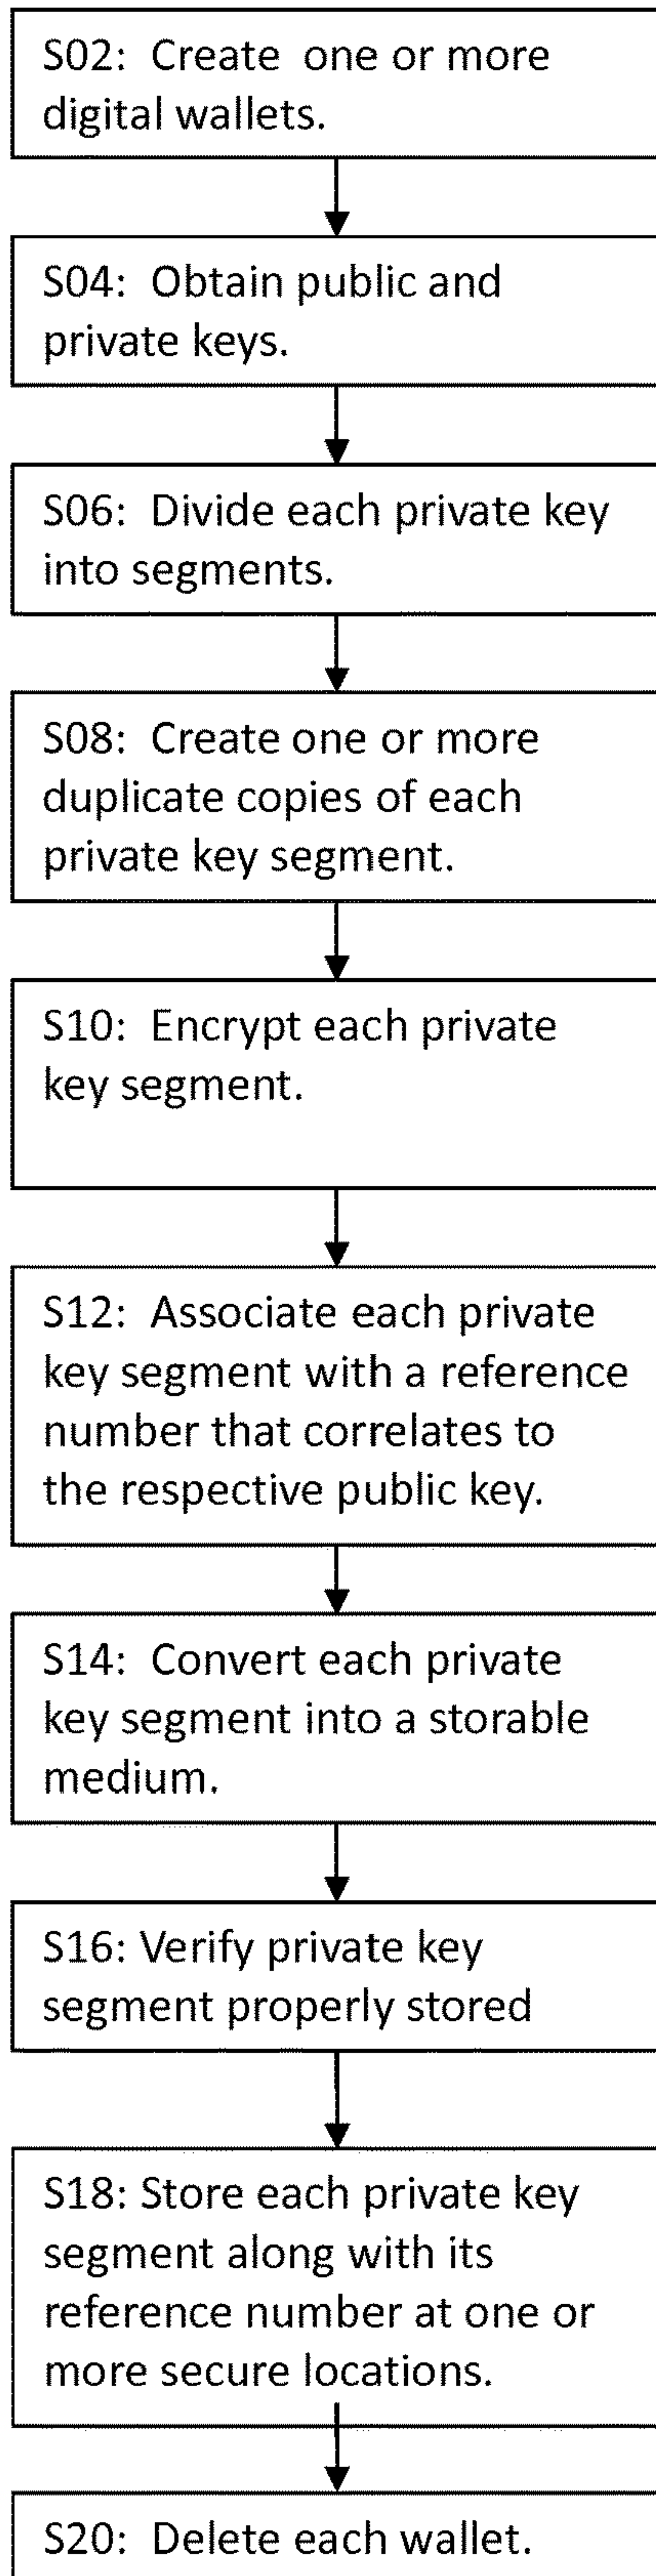 S02:  Create  one or more
digital wallets.
S04:  Obtain public and
private keys.
S06:  Divide each private key
into segments.
S08:  Create one or more
duplicate copies of each
private key segment.
S10:  Encrypt each private
key segment.
S12:  Associate each private
key segment with a reference
number that correlates to
the respective public key.
S14:  Convert each private
key segment into a storable
medium.
S16: Verify private key
segment properly stored
S18: Store each private key
segment along with its
reference number at one or
more secure locations.
S20:  Delete each wallet.